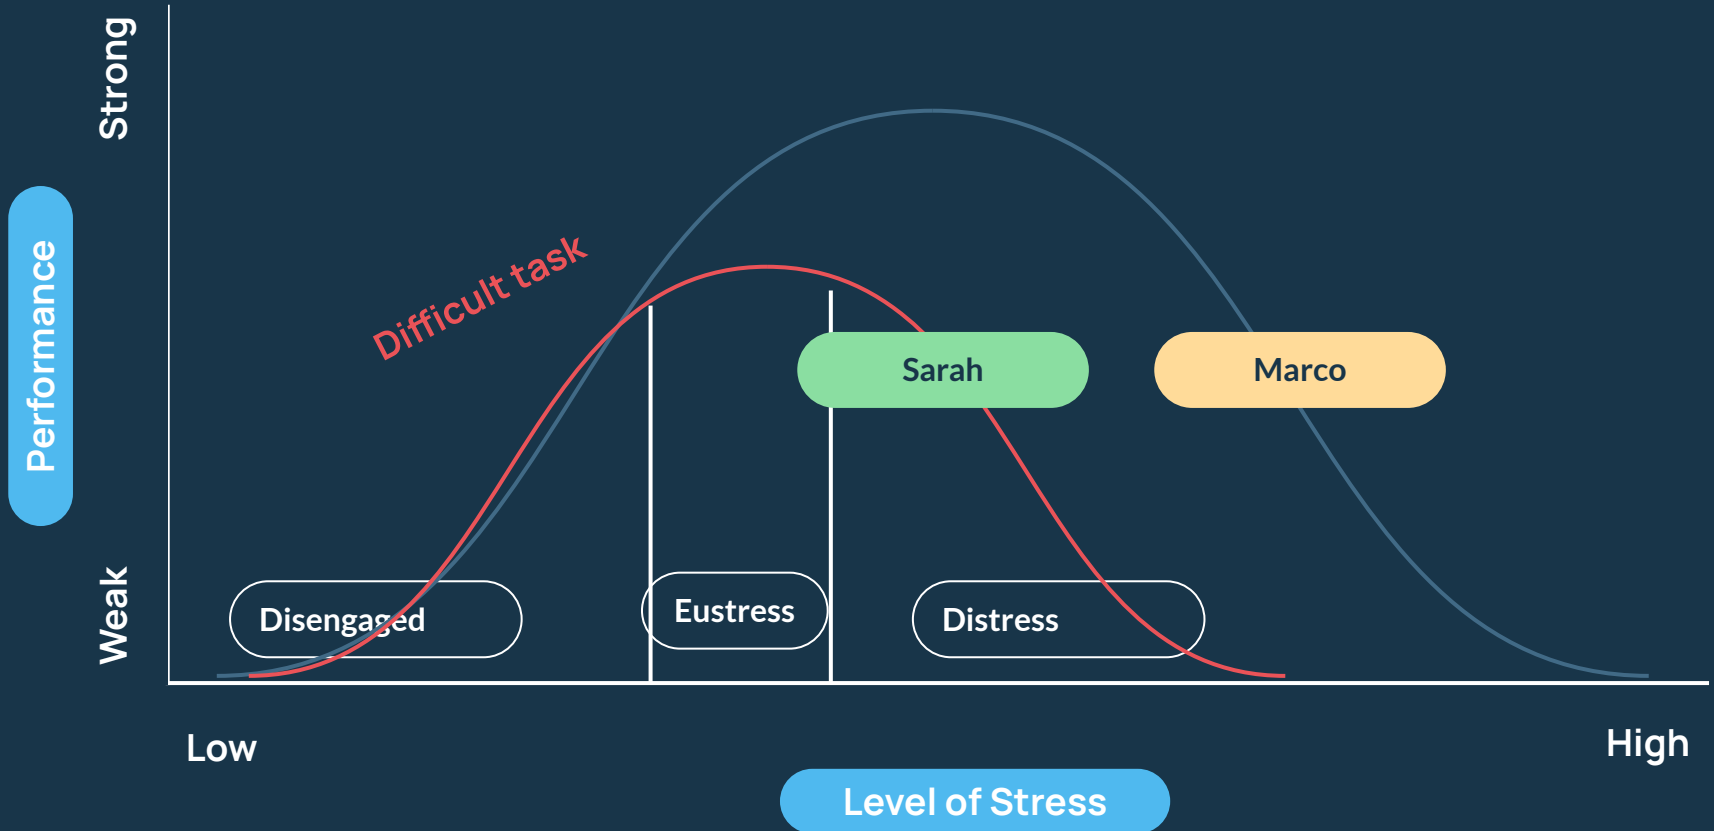 Strong
Performance
Difficult task
Sarah
Marco
Weak
Disengaged
Eustress
Distress
Low
High
Level of Stress